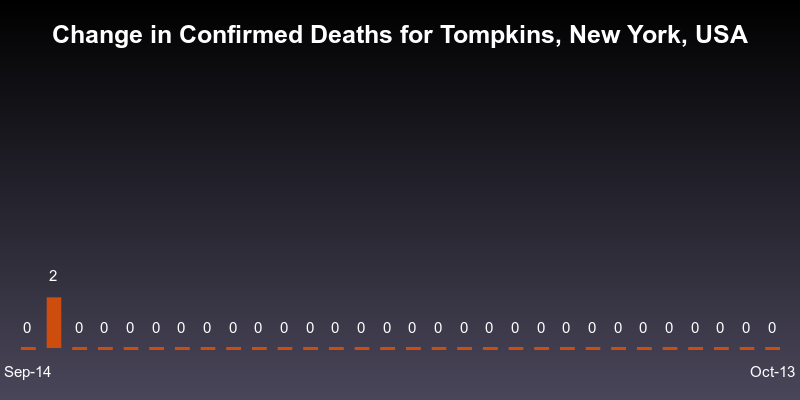 Change in Confirmed Deaths for Tompkins, New York, USA
2
0 0 0 0 0 0 0 0 0 0 0 0 0 0 0 0 0 0 0 0 0 0 0 0 0 0 0 0 0
Sep-14 Oct-13